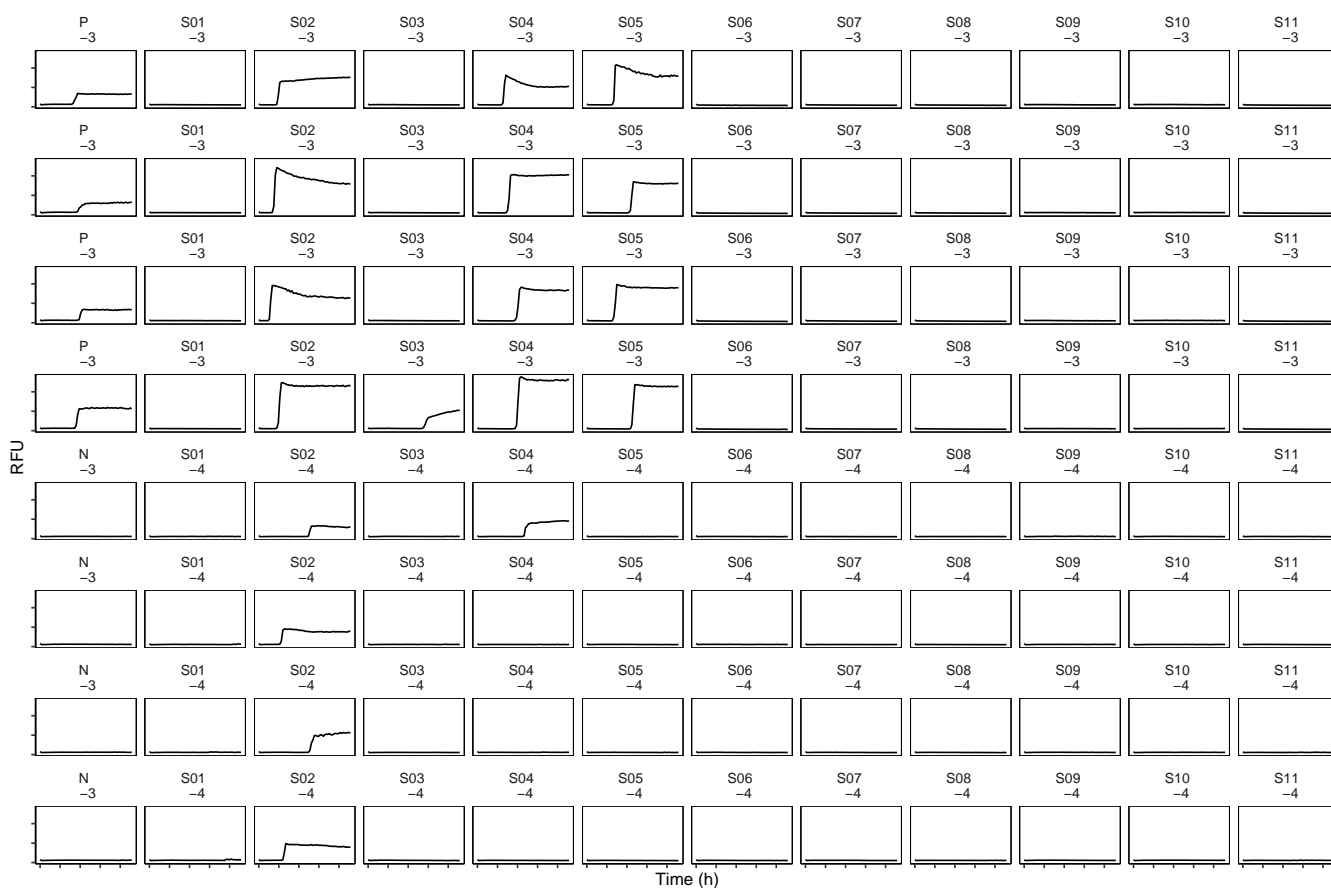 P S01 S02 S03 S04 S05 S06 S07 S08 S09 S10 S11
−3 −3 −3 −3 −3 −3 −3 −3 −3 −3 −3 −3
P S01 S02 S03 S04 S05 S06 S07 S08 S09 S10 S11
−3 −3 −3 −3 −3 −3 −3 −3 −3 −3 −3 −3
P S01 S02 S03 S04 S05 S06 S07 S08 S09 S10 S11
−3 −3 −3 −3 −3 −3 −3 −3 −3 −3 −3 −3
P S01 S02 S03 S04 S05 S06 S07 S08 S09 S10 S11
−3 −3 −3 −3 −3 −3 −3 −3 −3 −3 −3 −3
RFU
N S01 S02 S03 S04 S05 S06 S07 S08 S09 S10 S11
−3 −4 −4 −4 −4 −4 −4 −4 −4 −4 −4 −4
N S01 S02 S03 S04 S05 S06 S07 S08 S09 S10 S11
−3 −4 −4 −4 −4 −4 −4 −4 −4 −4 −4 −4
N S01 S02 S03 S04 S05 S06 S07 S08 S09 S10 S11
−3 −4 −4 −4 −4 −4 −4 −4 −4 −4 −4 −4
N S01 S02 S03 S04 S05 S06 S07 S08 S09 S10 S11
−3 −4 −4 −4 −4 −4 −4 −4 −4 −4 −4 −4
Time (h)